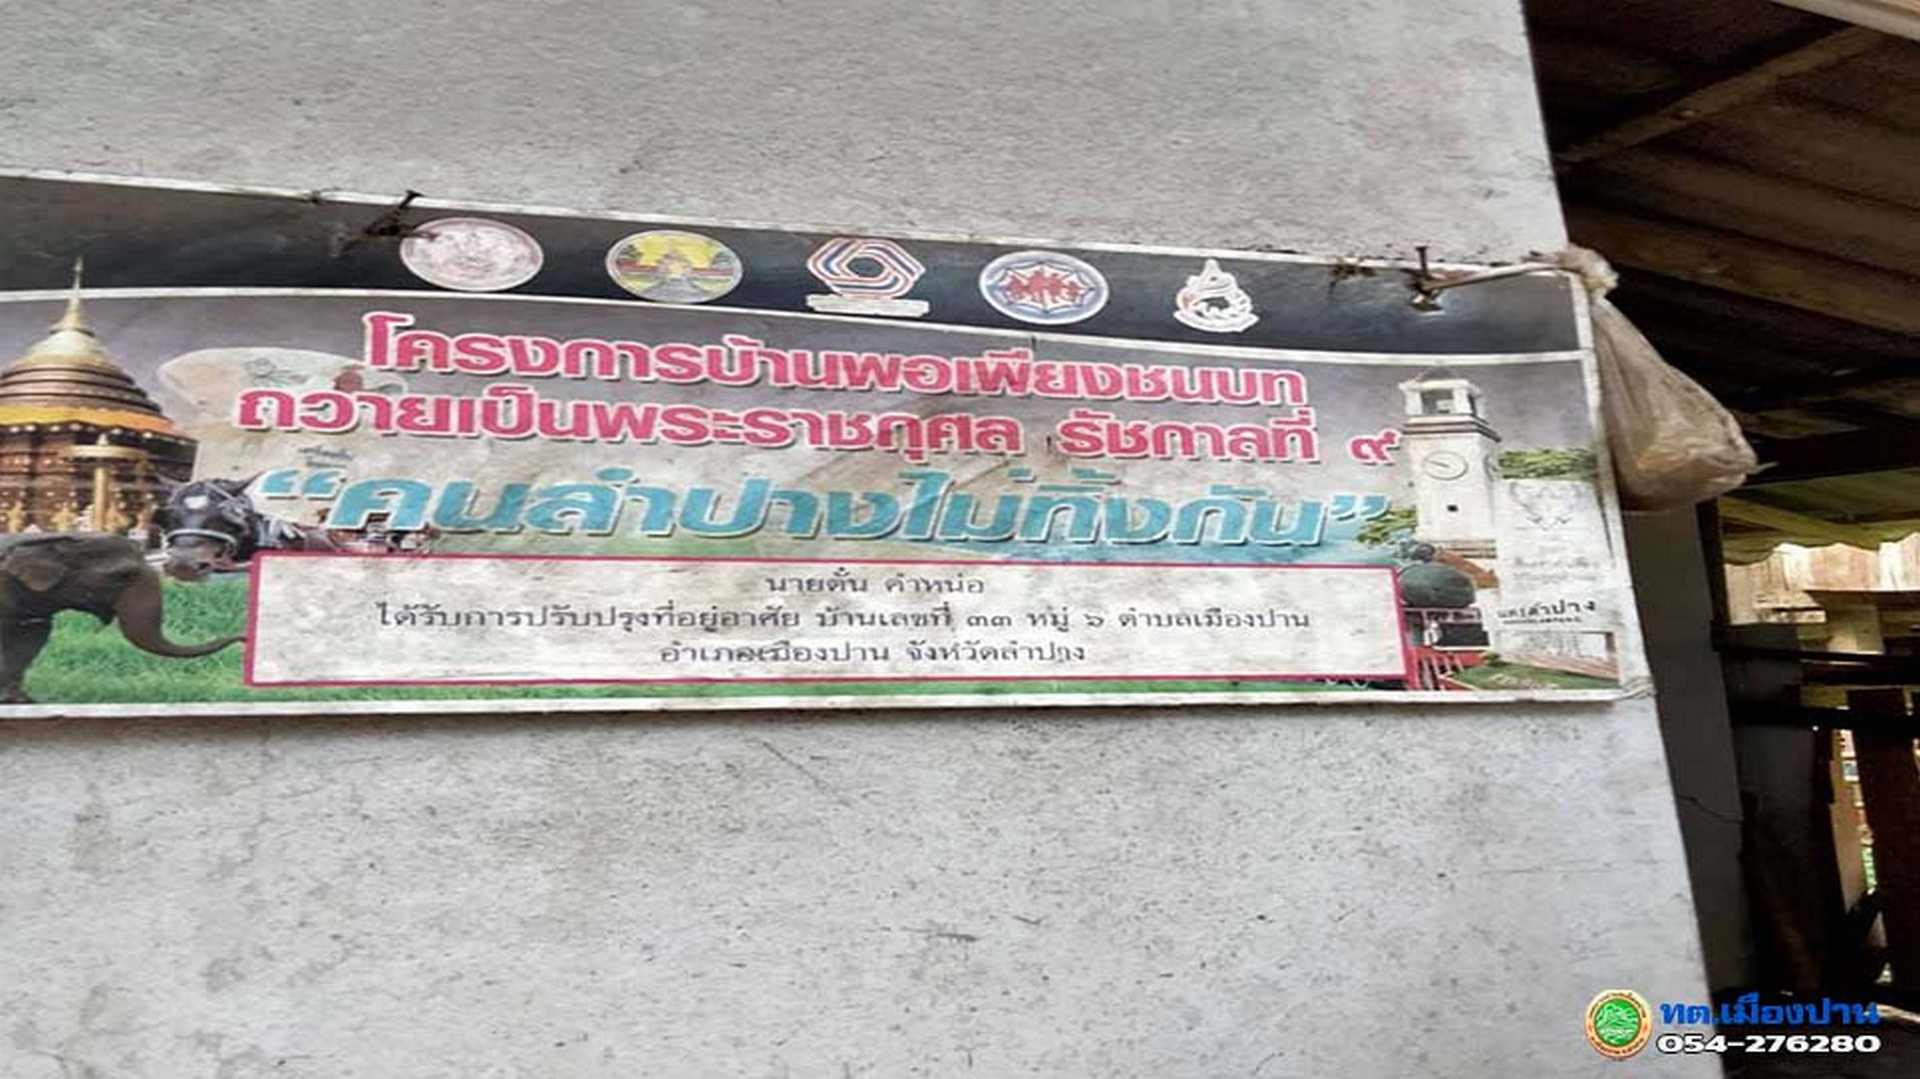 โครงการบ้านพอเพียงชนบท
ถวายเป็นพระราชกุศล รัชกาลที่ ๙
“คนลำปางไม่ทิ้งกัน”
นายตั๋น คำหน่อ
ได้รับการปรับปรุงที่อยู่อาศัย บ้านเลขที่ ๓๓ หมู่ ๖ ตำบลเมืองปาน
อำเภอเมืองปาน จังหวัดลำปาง
ทต.เมืองปาน
054-276280